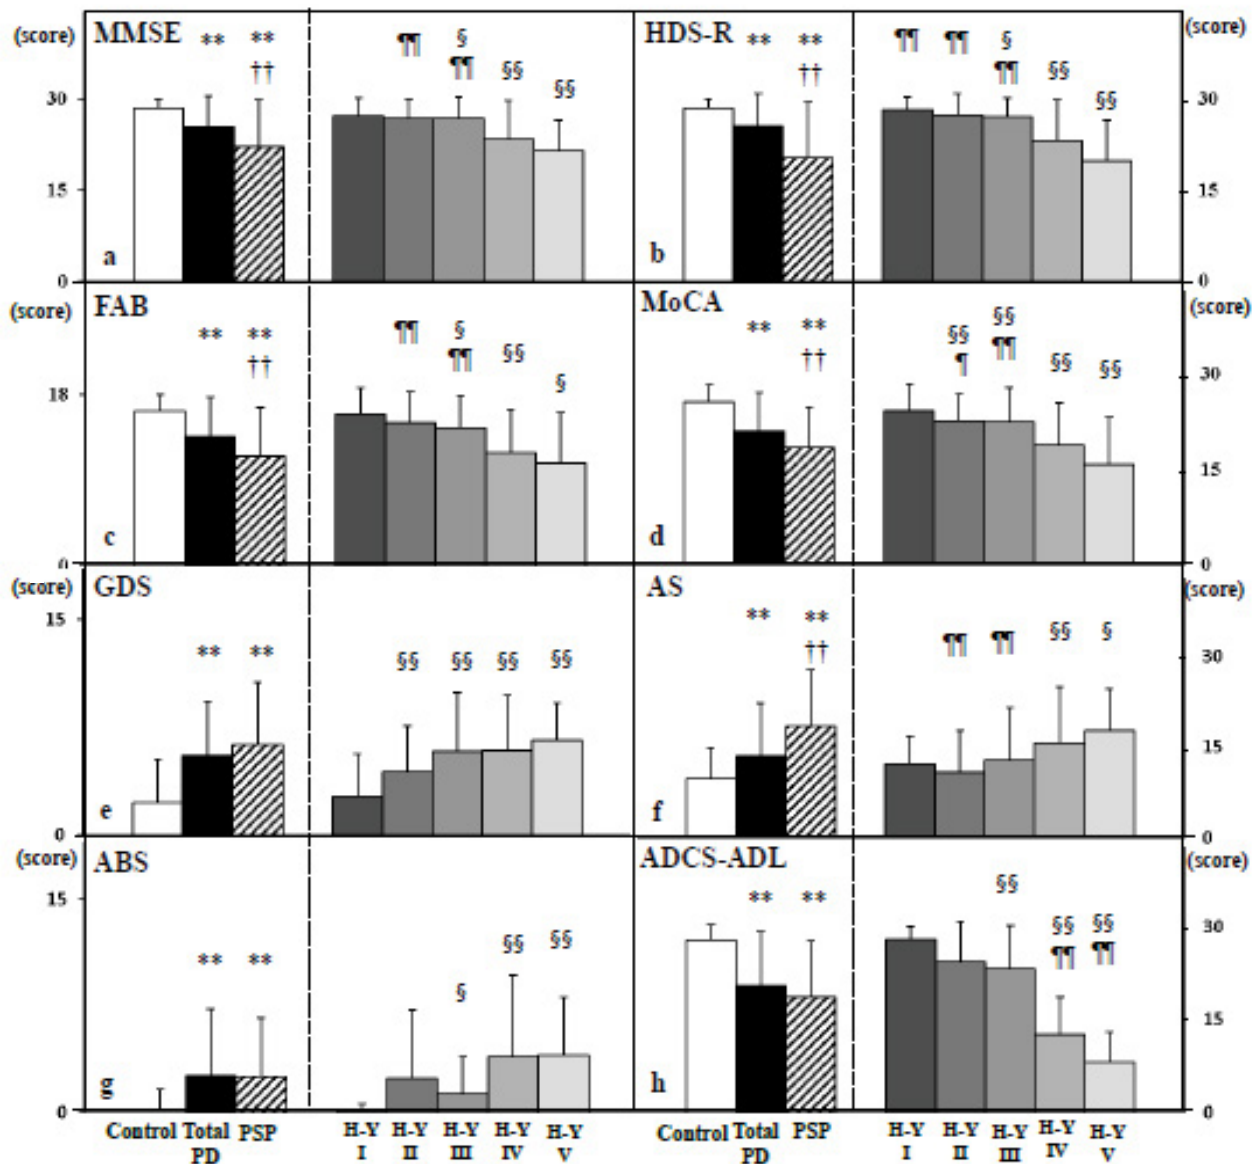 (score) MMSE ** ** §
†† ¶¶ ¶¶ §§ §§
30
15
a
0
HDS-R ** ** ¶¶ ¶¶ §
†† ¶¶ §§ §§
30
15
b
0
(score) FAB ** ** ¶¶ §
†† ¶¶ §§ §
18
c
0
MoCA ** ** §§ §§ (score)
†† ¶ ¶¶ §§ §§
30
15
d
0
(score) GDS
15
** ** §§ §§ §§ §§
e
0
AS ** ** (score)
†† ¶¶ ¶¶ §§ §
30
15
f
0
(score) ABS
15
** ** § §§ §§
g
0
ADCS-ADL (score)
** ** §§ §§ §§
¶¶ ¶¶
30
15
h
0
Control Total PD PSP H-Y I H-Y II H-Y III H-Y IV H-Y V
Control Total PD PSP H-Y I H-Y II H-Y III H-Y IV H-Y V